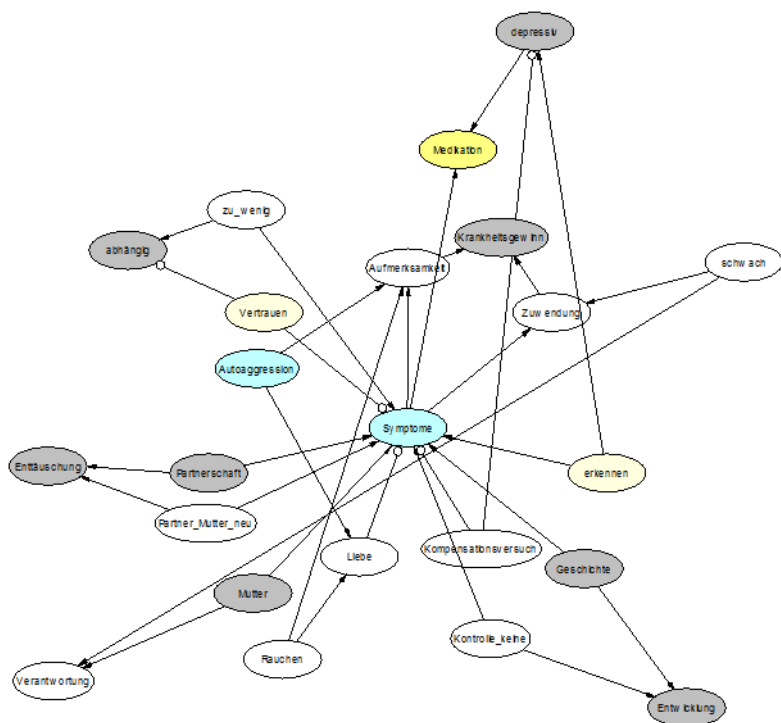 depressiv
Medikation
zu_wenig
abhängig
Krankheitsgewinn
Aufmerksamkeit
schwach
Vertrauen
Zuwendung
Autoaggression
Symptome
Enttäuschung
Partnerschaft
erkennen
Partner_Mutter_neu
Liebe
Kompensationsversuch
Geschichte
Mutter
Kontrolle_keine
Rauchen
Verantwortung
Entwicklung